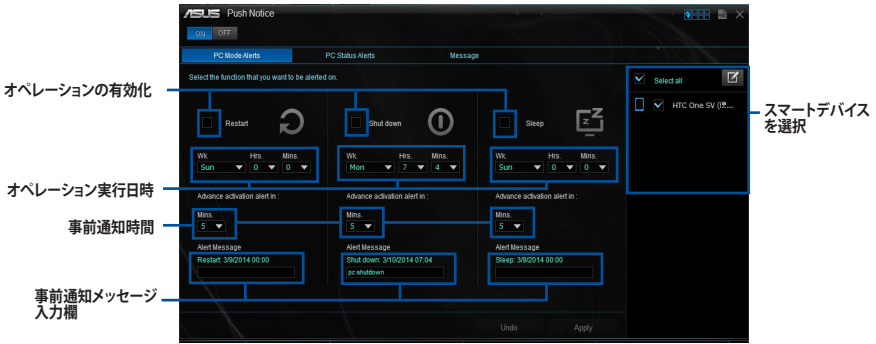 ASUS Push Notice
ON OFF
PC Mode Alerts PC Status Alerts Message
Select the function that you want to be alerted on.
Select all
オペレーションの有効化
Restart Shut down Sleep
HTC One SV
スマートデバイス
を選択
Wk. Hrs. Mins. Wk. Hrs. Mins. Wk. Hrs. Mins.
Sun 0 0 Mon 7 4 Sun 0 0
オペレーション実行日時
Advance activation alert in : Advance activation alert in : Advance activation alert in :
Mins. Mins. Mins.
事前通知時間
5 5 5
Alert Message Alert Message Alert Message
Restart: 3/9/2014 00:00 Shut down: 3/10/2014 07:04 Sleep: 3/9/2014 00:00
pc shutdown
事前通知メッセージ
入力欄
Undo Apply